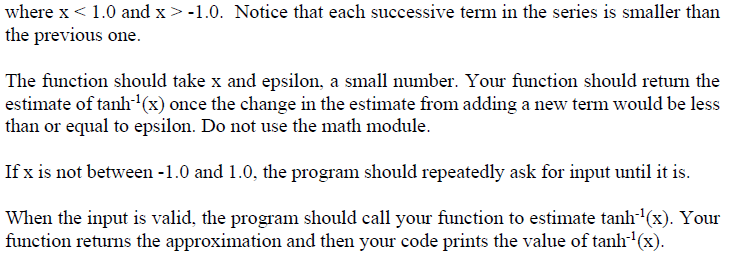 where x < 1.0 and x > -1.0. Notice that each successive term in the series is smaller than
the previous one.
The function should take x and epsilon, a small number. Your function should return the
estimate of tanh⁻¹(x) once the change in the estimate from adding a new term would be less
than or equal to epsilon. Do not use the math module.
If x is not between -1.0 and 1.0, the program should repeatedly ask for input until it is.
When the input is valid, the program should call your function to estimate tanh⁻¹(x). Your
function returns the approximation and then your code prints the value of tanh⁻¹(x).